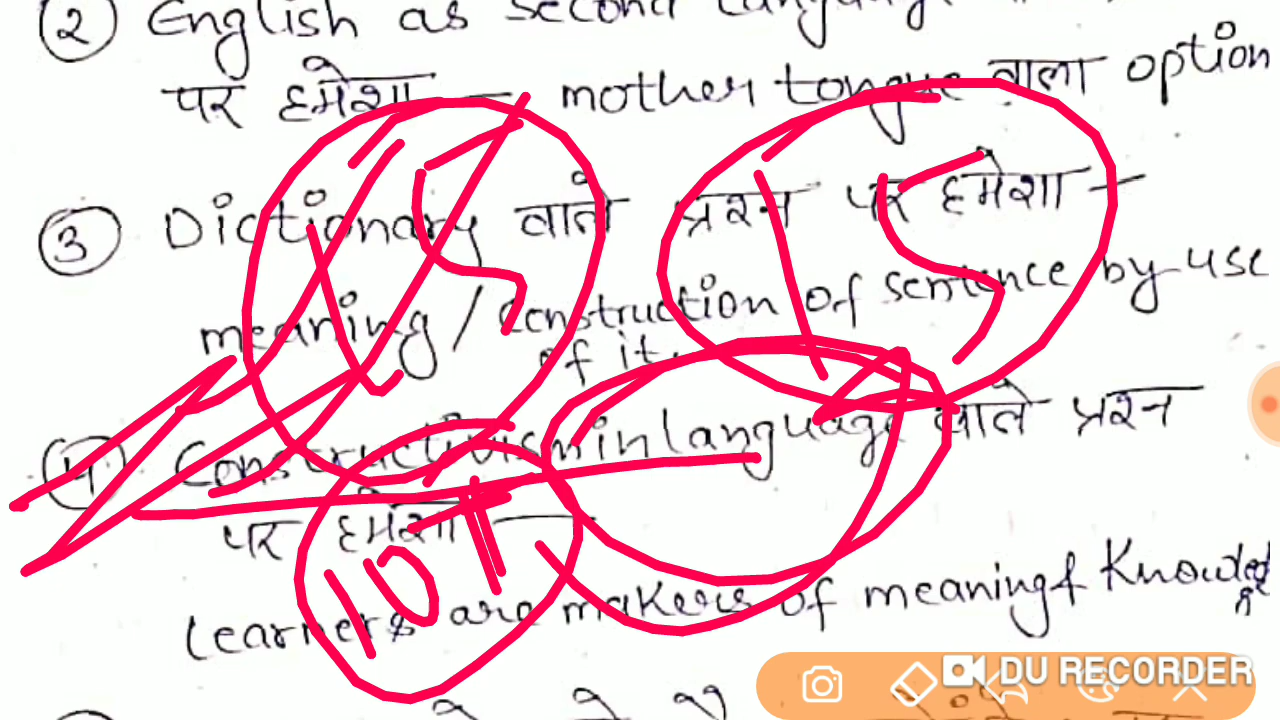 ② English as second Language
पर हमेशा — mother tongue वाला option
③ Dictionary वाले प्रश्न पर हमेशा —
meaning / Construction of sentence by use
of it.
④ Constructivism in language वाले प्रश्न
पर हमेशा —
Learners are makers of meaning & Knowledge
15 15
10+
DU RECORDER